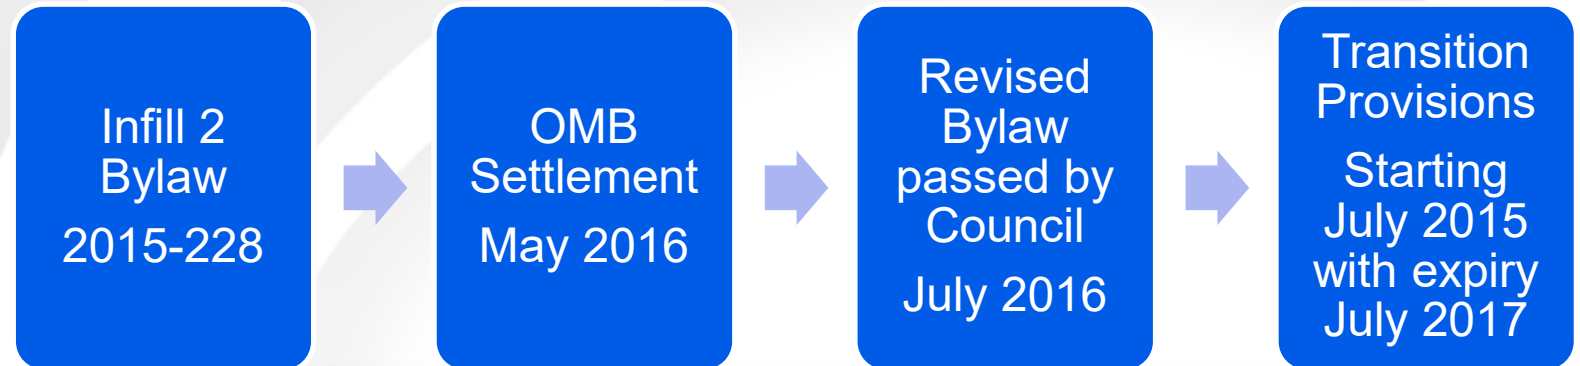 Infill 2
Bylaw
2015-228
OMB
Settlement
May 2016
Revised
Bylaw
passed by
Council
July 2016
Transition
Provisions
Starting
July 2015
with expiry
July 2017